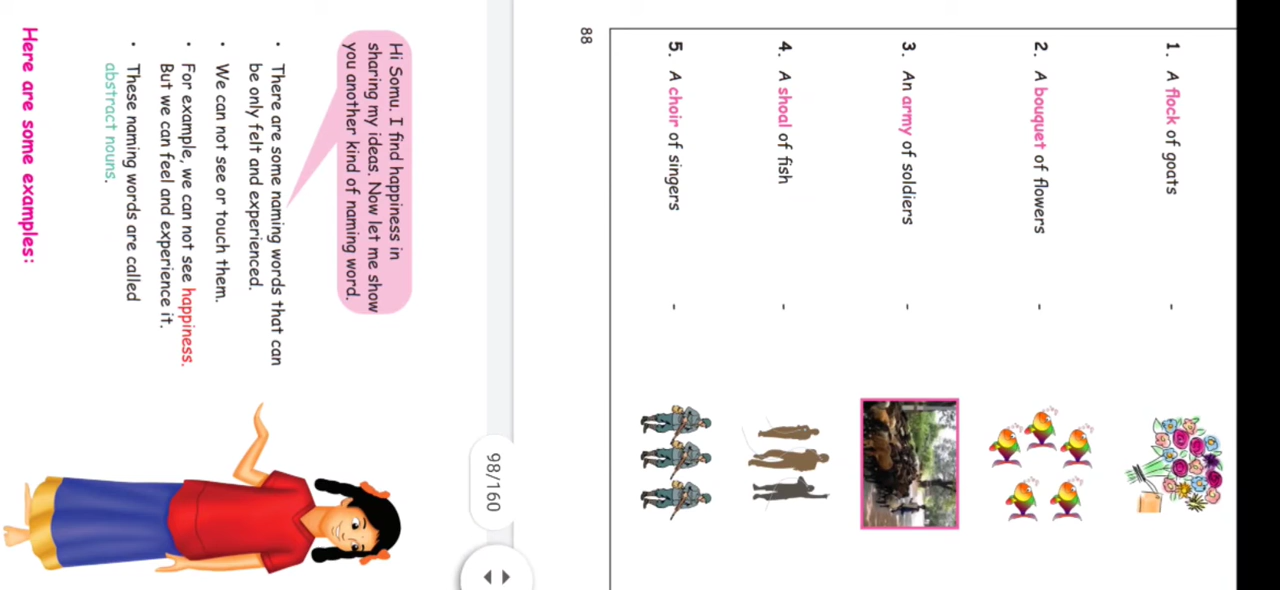 1. A flock of goats -
2. A bouquet of flowers -
3. An army of soldiers -
4. A shoal of fish -
5. A choir of singers -
88
98/160
Hi Somu. I find happiness in
sharing my ideas. Now let me show
you another kind of naming word.
• There are some naming words that can
be only felt and experienced.
• We can not see or touch them.
• For example, we can not see happiness.
But we can feel and experience it.
• These naming words are called
abstract nouns.
Here are some examples: